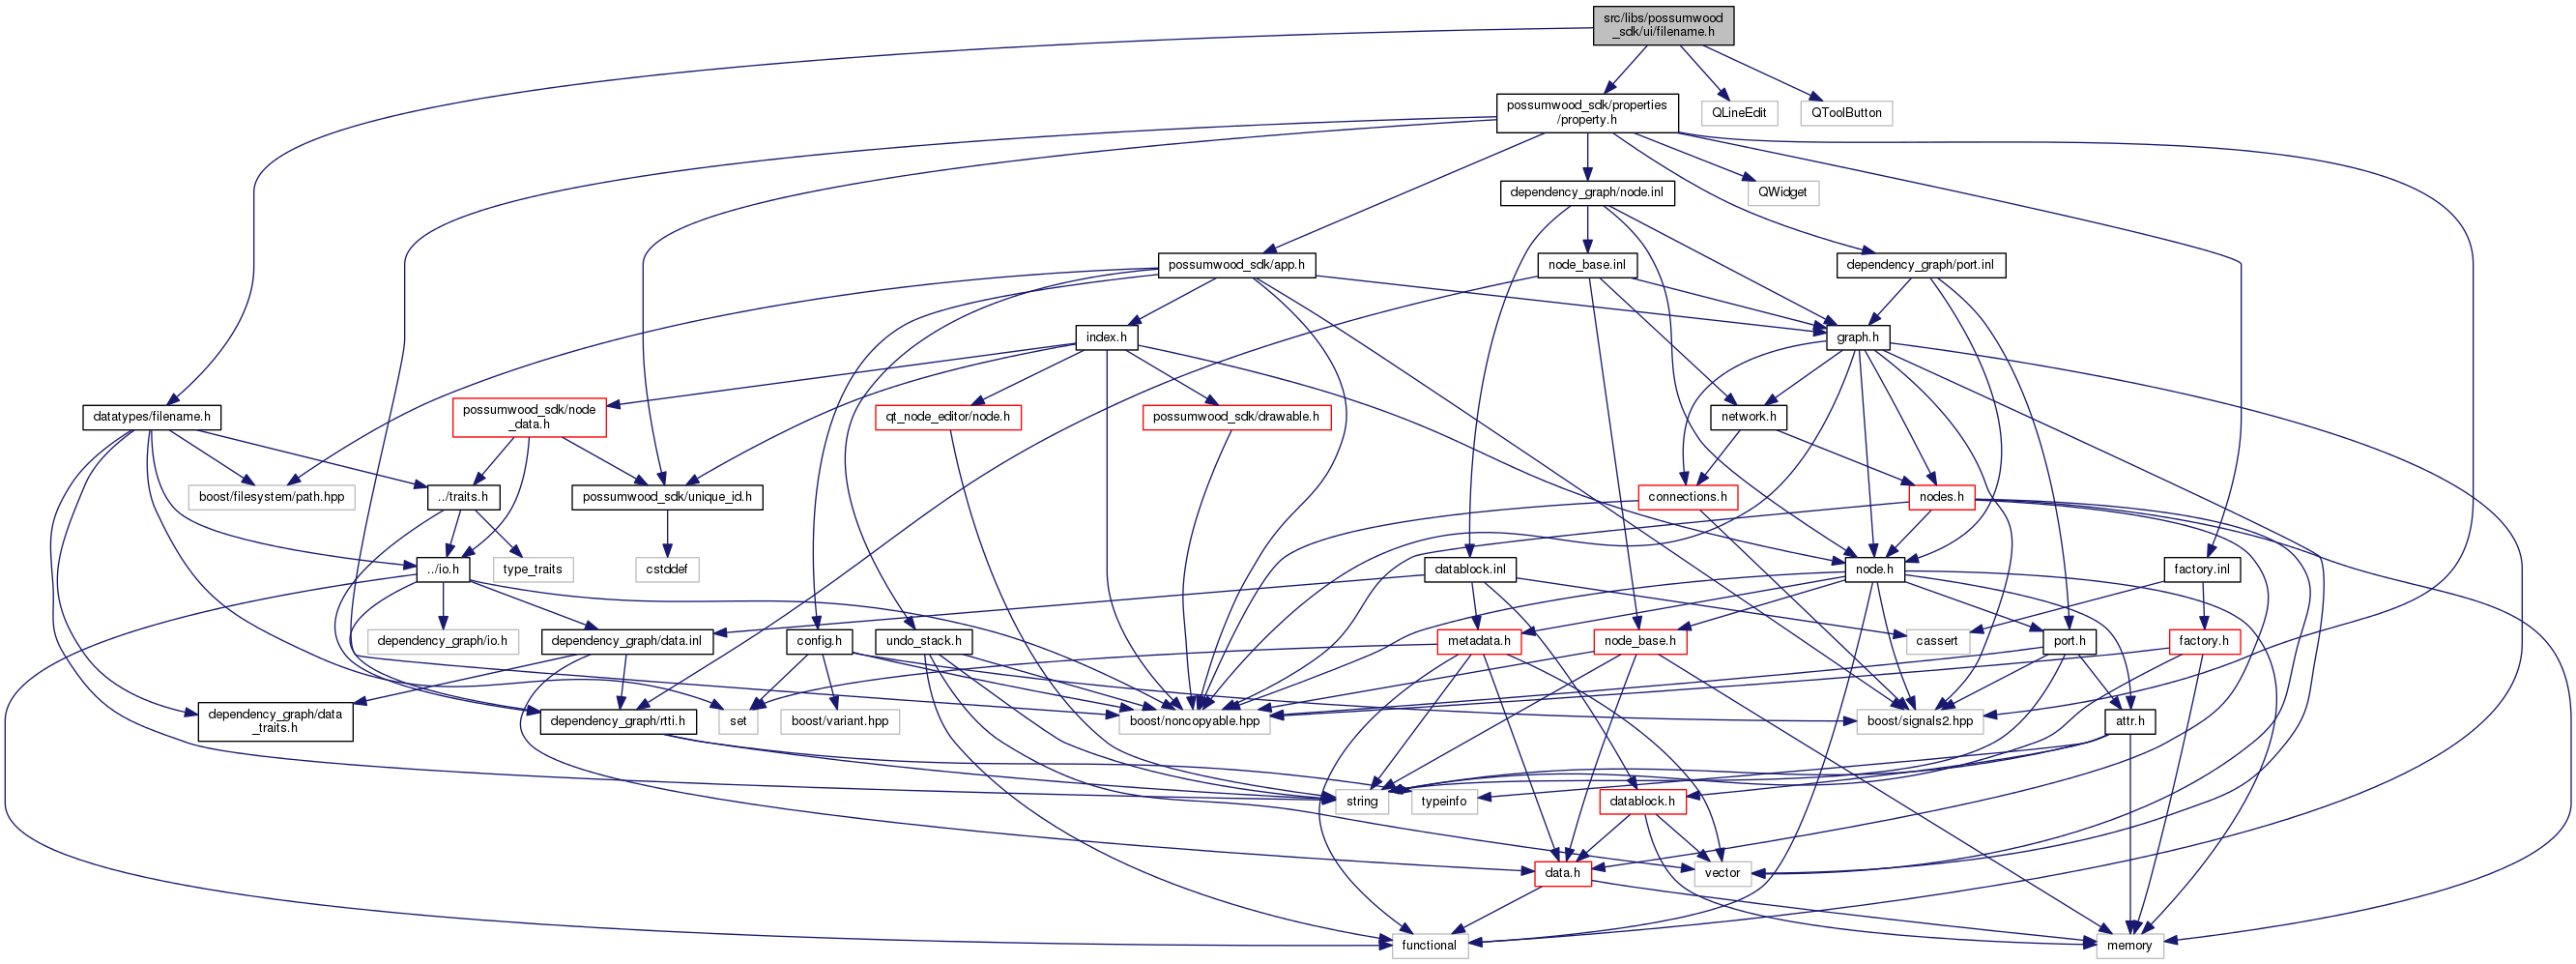 src/libs/possumwood
_sdk/ui/filename.h
possumwood_sdk/properties
/property.h
QLineEdit
QToolButton
dependency_graph/node.inl
QWidget
possumwood_sdk/app.h
node_base.inl
dependency_graph/port.inl
index.h
graph.h
datatypes/filename.h
possumwood_sdk/node
_data.h
qt_node_editor/node.h
possumwood_sdk/drawable.h
network.h
boost/filesystem/path.hpp
../traits.h
possumwood_sdk/unique_id.h
connections.h
nodes.h
../io.h
type_traits
cstddef
datablock.inl
node.h
factory.inl
dependency_graph/io.h
dependency_graph/data.inl
config.h
undo_stack.h
metadata.h
node_base.h
cassert
port.h
factory.h
dependency_graph/data
_traits.h
dependency_graph/rtti.h
set
boost/variant.hpp
boost/noncopyable.hpp
boost/signals2.hpp
attr.h
string
typeinfo
datablock.h
data.h
vector
functional
memory